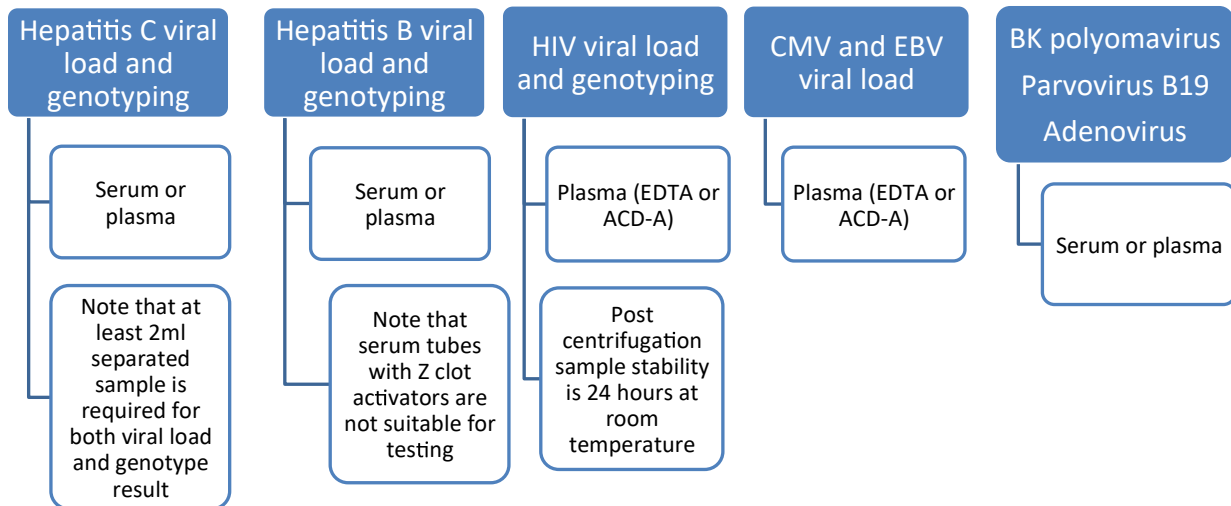 Hepatitis C viral
load and
genotyping
Serum or
plasma
Note that at
least 2ml
separated
sample is
required for
both viral load
and genotype
result
Hepatitis B viral
load and
genotyping
Serum or
plasma
Note that
serum tubes
with Z clot
activators are
not suitable for
testing
HIV viral load
and genotyping
Plasma (EDTA or
ACD-A)
Post
centrifugation
sample stability
is 24 hours at
room
temperature
CMV and EBV
viral load
Plasma (EDTA or
ACD-A)
BK polyomavirus
Parvovirus B19
Adenovirus
Serum or plasma